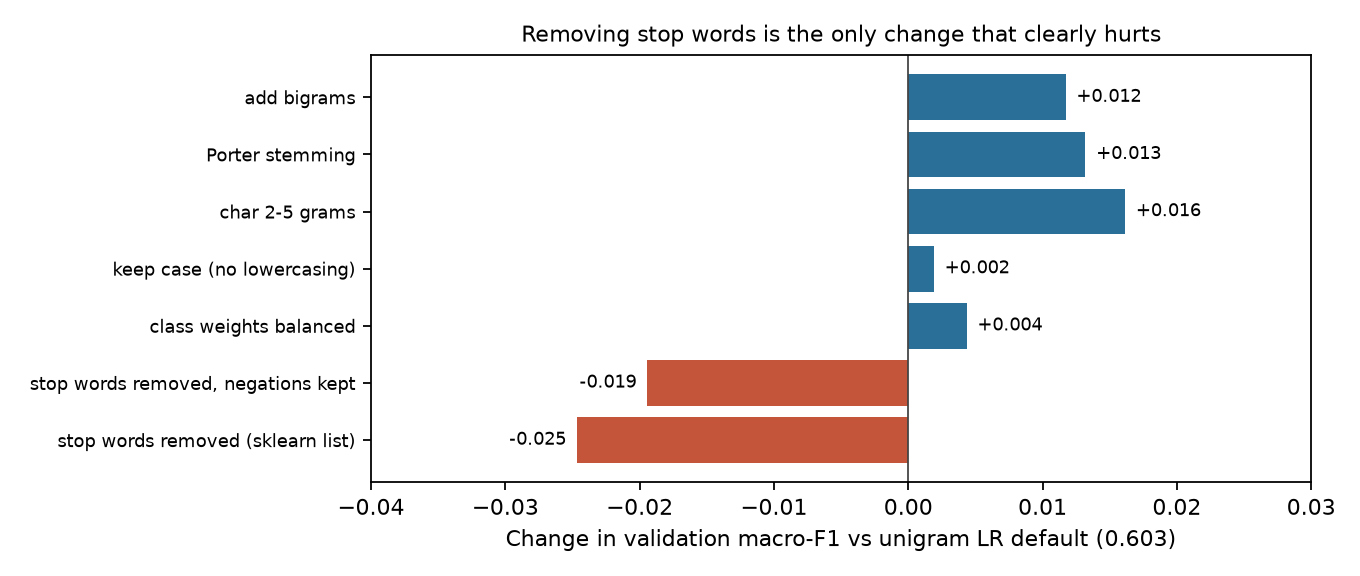 Removing stop words is the only change that clearly hurts
add bigrams
+0.012
Porter stemming
+0.013
char 2-5 grams
+0.016
keep case (no lowercasing)
+0.002
class weights balanced
+0.004
stop words removed, negations kept
-0.019
stop words removed (sklearn list)
-0.025
−0.04 −0.03 −0.02 −0.01 0.00 0.01 0.02 0.03
Change in validation macro-F1 vs unigram LR default (0.603)